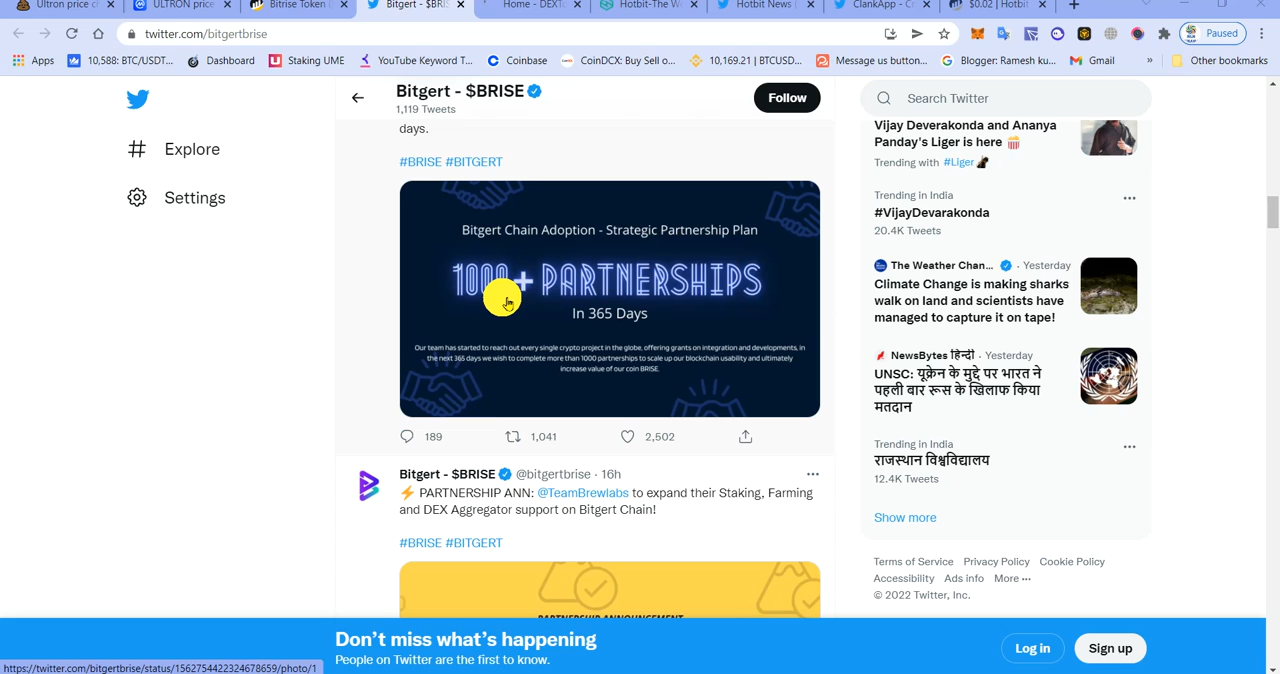 Ultron price cl
ULTRON price
Bitrise Token (
Bitgert - $BRIS
Home - DEXTo
Hotbit-The W
Hotbit News (
ClankApp - Cr
$0.02 | Hotbit
twitter.com/bitgertbrise
Paused
Apps
10,588: BTC/USDT...
Dashboard
Staking UME
YouTube Keyword T...
Coinbase
CoinDCX: Buy Sell o...
10,169.21 | BTCUSD...
Message us button...
Blogger: Ramesh ku...
Gmail
»
Other bookmarks
Explore
Settings
Bitgert - $BRISE
1,119 Tweets
Follow
days.
#BRISE #BITGERT
Bitgert Chain Adoption - Strategic Partnership Plan
1000+ PARTNERSHIPS
In 365 Days
Our team has started to reach out every single crypto project in the globe, offering grants on integration and developments, in
the next 365 days we wish to complete more than 1000 partnerships to scale up our blockchain usability and ultimately
increase value of our coin BRISE.
189
1,041
2,502
Bitgert - $BRISE @bitgertbrise · 16h
⚡ PARTNERSHIP ANN: @TeamBrewlabs to expand their Staking, Farming
and DEX Aggregator support on Bitgert Chain!
#BRISE #BITGERT
PARTNERSHIP ANNOUNCEMENT
Search Twitter
Vijay Deverakonda and Ananya
Panday's Liger is here 🍿
Trending with #Liger
Trending in India
#VijayDevarakonda
20.4K Tweets
The Weather Chan... · Yesterday
Climate Change is making sharks
walk on land and scientists have
managed to capture it on tape!
NewsBytes हिन्दी · Yesterday
UNSC: यूक्रेन के मुद्दे पर भारत ने
पहली बार रूस के खिलाफ किया
मतदान
Trending in India
राजस्थान विश्वविद्यालय
12.4K Tweets
Show more
Terms of Service Privacy Policy Cookie Policy
Accessibility Ads info More ···
© 2022 Twitter, Inc.
Don't miss what's happening
People on Twitter are the first to know.
Log in
Sign up
https://twitter.com/bitgertbrise/status/1562754422324678659/photo/1